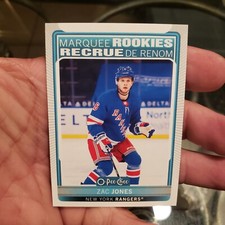 MARQUEE ROOKIES
RECRUE DE RENOM
O-Pee-Chee
ZAC JONES
NEW YORK RANGERS®